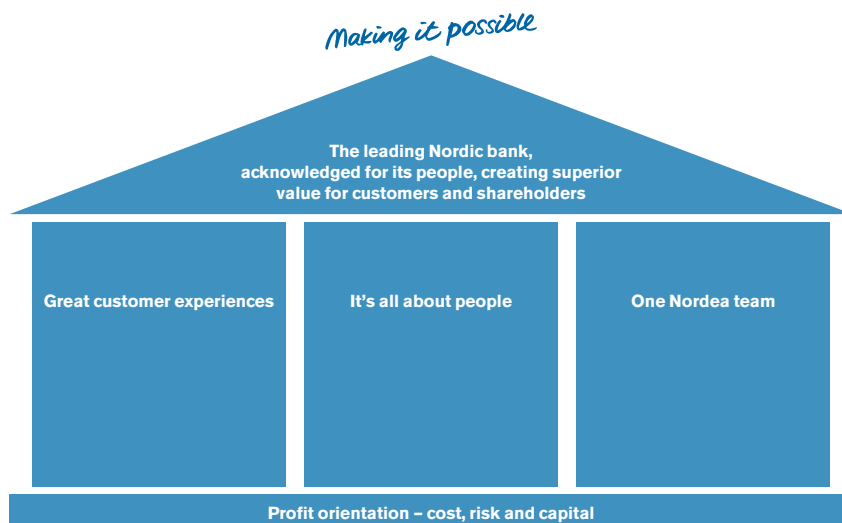 Making it possible
The leading Nordic bank,
acknowledged for its people, creating superior
value for customers and shareholders
Great customer experiences
It's all about people
One Nordea team
Profit orientation – cost, risk and capital